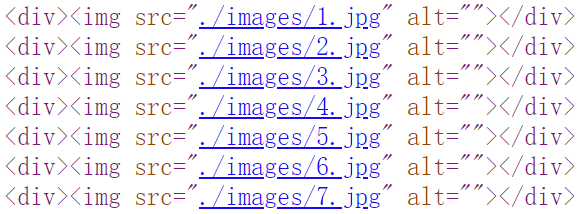 <div><img src="./images/1.jpg" alt=""></div>
<div><img src="./images/2.jpg" alt=""></div>
<div><img src="./images/3.jpg" alt=""></div>
<div><img src="./images/4.jpg" alt=""></div>
<div><img src="./images/5.jpg" alt=""></div>
<div><img src="./images/6.jpg" alt=""></div>
<div><img src="./images/7.jpg" alt=""></div>